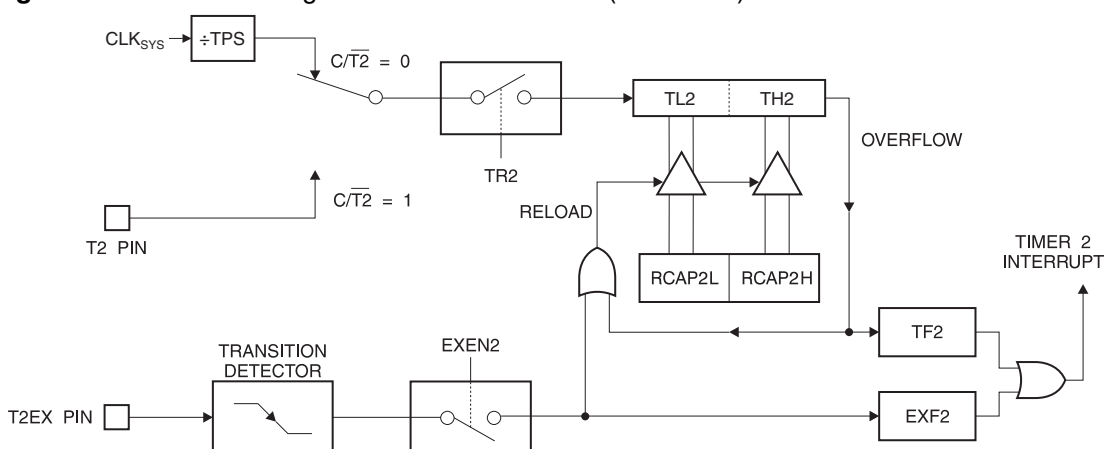 CLKSYS
÷TPS
C/T2 = 0
TL2
TH2
OVERFLOW
TR2
C/T2 = 1
RELOAD
T2 PIN
TIMER 2
INTERRUPT
RCAP2L
RCAP2H
TF2
TRANSITION
DETECTOR
EXEN2
T2EX PIN
EXF2